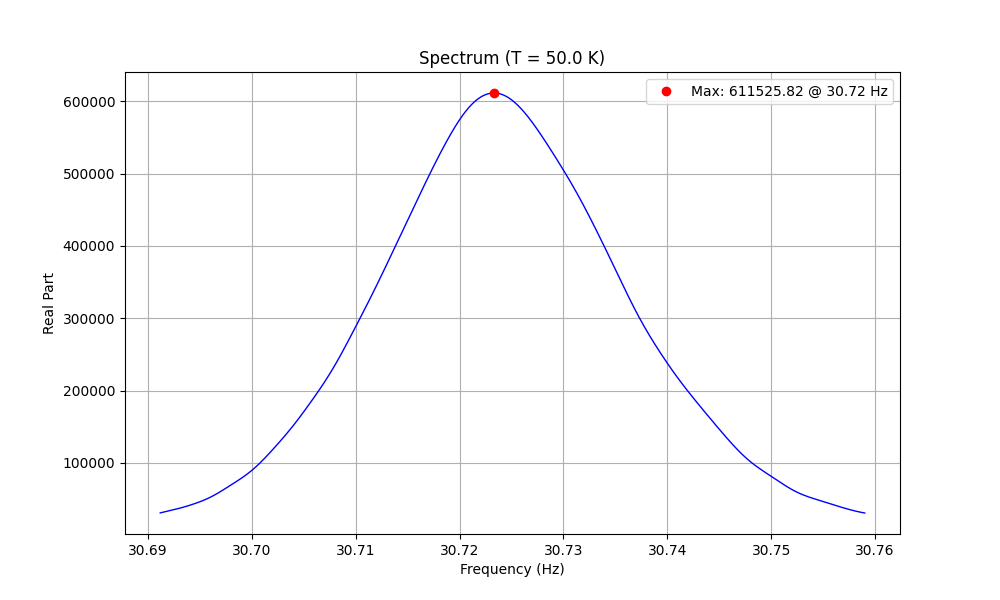 Spectrum (T = 50.0 K)
Max: 611525.82 @ 30.72 Hz
Real Part
600000
500000
400000
300000
200000
100000
30.69 30.70 30.71 30.72 30.73 30.74 30.75 30.76
Frequency (Hz)